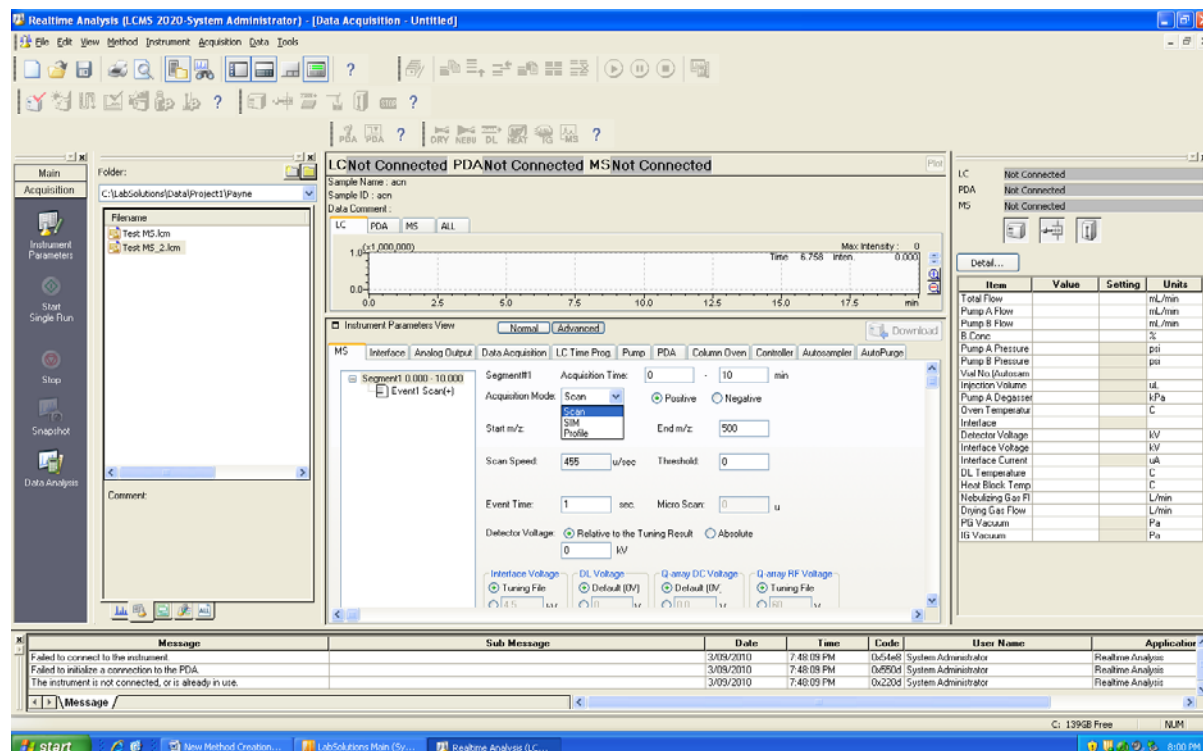 Realtime Analysis (LCMS 2020-System Administrator) - [Data Acquisition - Untitled]
File Edit View Method Instrument Acquisition Data Tools
PDA PDA ? DRY NEBU DL HEAT IG MS ?
Main
Acquisition
Instrument
Parameters
Start
Single Run
Stop
Snapshot
Data Analysis
Folder:
C:\LabSolutions\Data\Project1\Payne
Filename
Test MS.lcm
Test MS_2.lcm
Comment:
ALL
LC Not Connected PDA Not Connected MS Not Connected
Plot
Sample Name : acn
Sample ID : acn
Data Comment :
LC PDA MS ALL
(x1,000,000)
Max Intensity : 0
Time 6.758 Inten. 0.000
1.0
0.0
0.0 2.5 5.0 7.5 10.0 12.5 15.0 17.5 min
Instrument Parameters View Normal Advanced Download
MS Interface Analog Output Data Acquisition LC Time Prog. Pump PDA Column Oven Controller Autosampler AutoPurge
Segment1 0.000 - 10.000
Event1 Scan(+)
Segment#1 Acquisition Time: 0 - 10 min
Acquisition Mode: Scan Positive Negative
Scan
SIM
Profile
Start m/z: End m/z: 500
Scan Speed: 455 u/sec Threshold: 0
Event Time: 1 sec. Micro Scan: 0 u
Detector Voltage: Relative to the Tuning Result Absolute
0 kV
Interface Voltage DL Voltage Q-array DC Voltage Q-array RF Voltage
Tuning File Default (0V) Default (0V, Tuning File
4.5 kV 0 V 0.0 V 60 V
LC Not Connected
PDA Not Connected
MS Not Connected
Detail...
Item Value Setting Units
Total Flow mL/min
Pump A Flow mL/min
Pump B Flow mL/min
B.Conc %
Pump A Pressure psi
Pump B Pressure psi
Vial No.(Autosam
Injection Volume uL
Pump A Degasser kPa
Oven Temperatur C
Interface
Detector Voltage kV
Interface Voltage kV
Interface Current uA
DL Temperature C
Heat Block Temp C
Nebulizing Gas Fl L/min
Drying Gas Flow L/min
PG Vacuum Pa
IG Vacuum Pa
Message Sub Message Date Time Code User Name Application
Failed to connect to the instrument. 3/09/2010 7:48:09 PM 0x54e8 System Administrator Realtime Analysis
Failed to initialize a connection to the PDA. 3/09/2010 7:48:09 PM 0x550d System Administrator Realtime Analysis
The instrument is not connected, or is already in use. 3/09/2010 7:48:09 PM 0x220d System Administrator Realtime Analysis
Message
C: 139GB Free NUM
start New Method Creation... LabSolutions Main (Sy... Realtime Analysis (LC... 8:00 PM